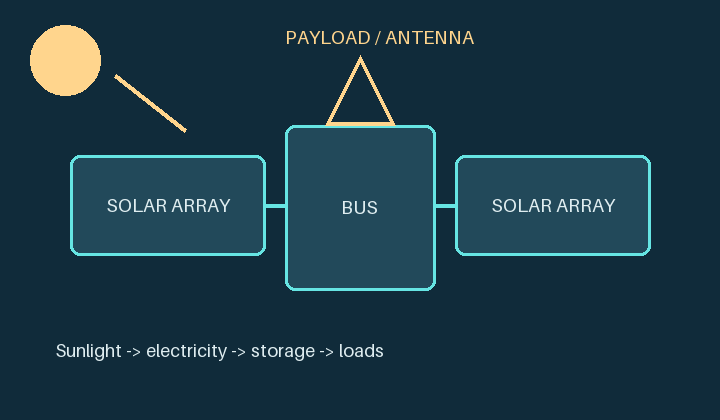 PAYLOAD / ANTENNA
SOLAR ARRAY
BUS
SOLAR ARRAY
Sunlight -> electricity -> storage -> loads